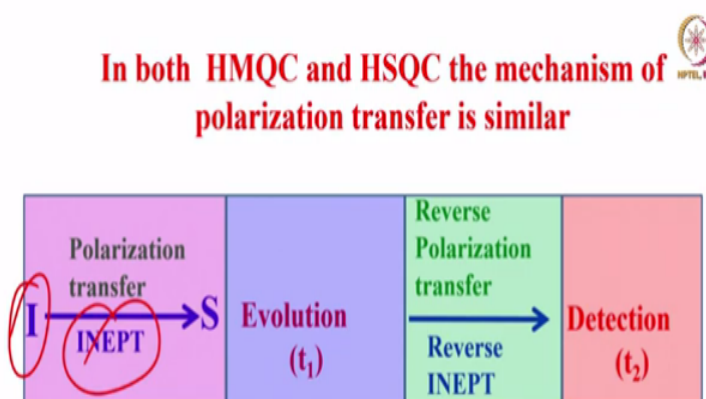 In both HMQC and HSQC the mechanism of
polarization transfer is similar
Polarization
transfer
I
S
INEPT
Evolution
(t₁)
Reverse
Polarization
transfer
Reverse
INEPT
Detection
(t₂)